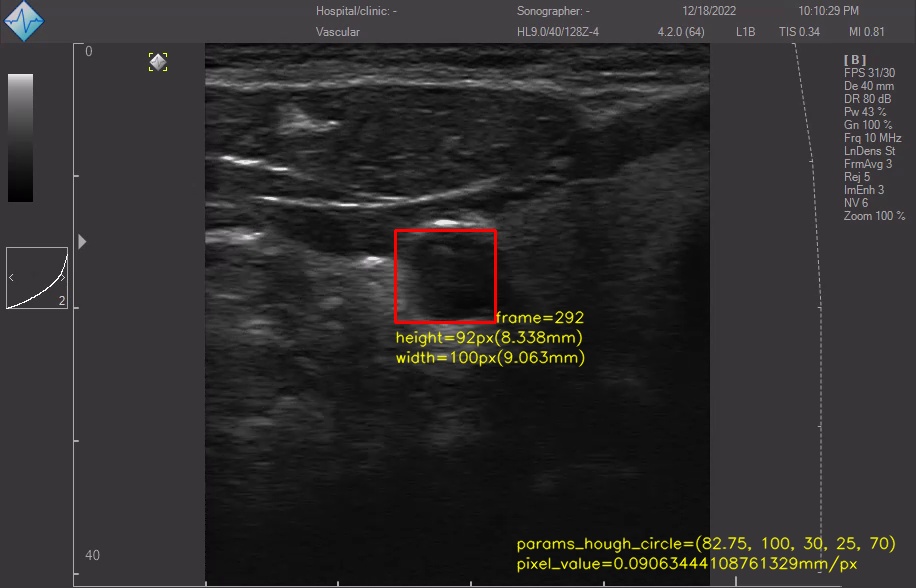 Hospital/clinic: - Sonographer: - 12/18/2022 10:10:29 PM
Vascular HL9.0/40/128Z-4 4.2.0 (64) L1B TIS 0.34 MI 0.81
0
[ B ]
FPS 31/30
De 40 mm
DR 80 dB
Pw 43 %
Gn 100 %
Frq 10 MHz
LnDens St
FrmAvg 3
Rej 5
ImEnh 3
NV 6
Zoom 100 %
2
frame=292
height=92px(8.338mm)
width=100px(9.063mm)
params_hough_circle=(82.75, 100, 30, 25, 70)
40
pixel_value=0.09063444108761329mm/px